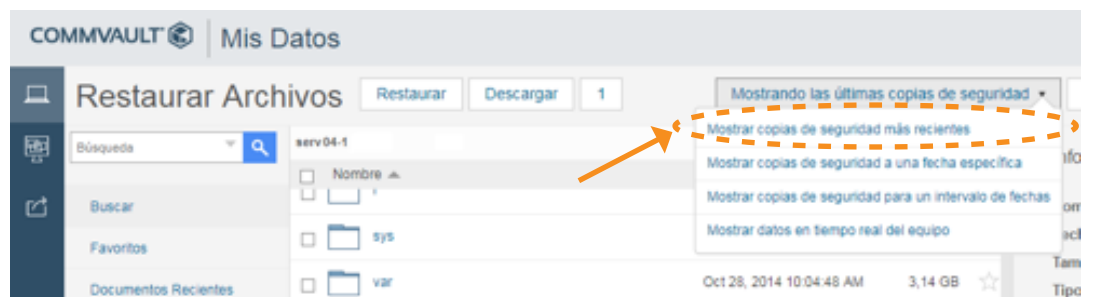 COMMVAULT Mis Datos
Restaurar Archivos Restaurar Descargar 1 Mostrando las últimas copias de seguridad
Búsqueda serv04-1 Mostrar copias de seguridad más recientes
Nombre Mostrar copias de seguridad a una fecha específica
Buscar Mostrar copias de seguridad para un intervalo de fechas
Favoritos sys Mostrar datos en tiempo real del equipo
Documentos Recientes var Oct 28, 2014 10:04:48 AM 3,14 GB